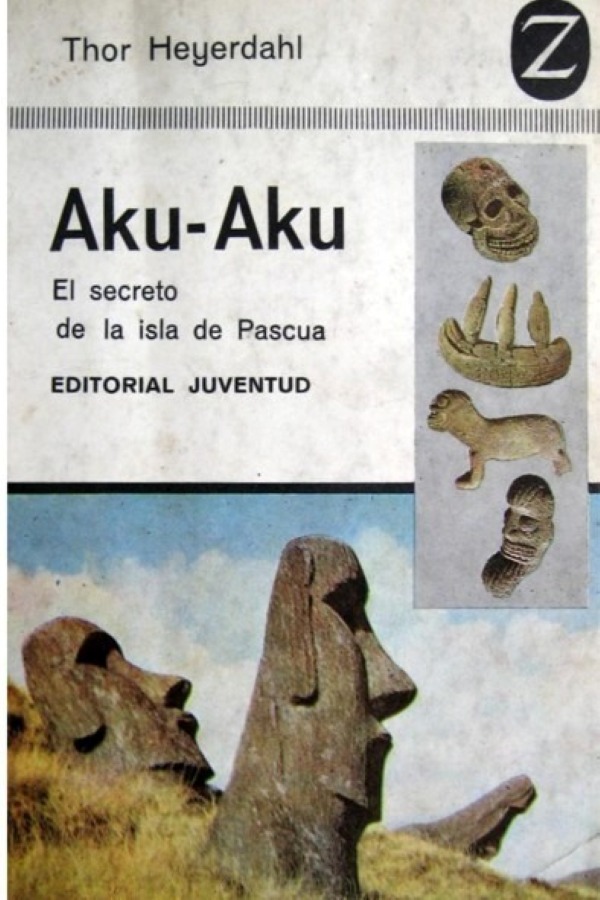 Thor Heyerdahl
Z
Aku-Aku
El secreto
de la isla de Pascua
EDITORIAL JUVENTUD